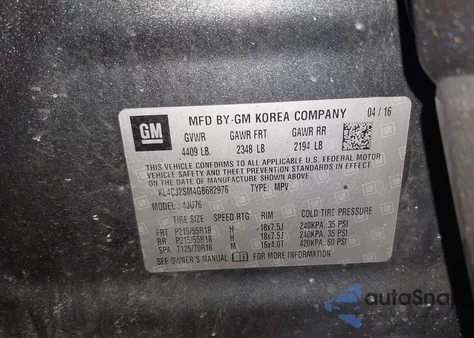 GM
MFD BY GM KOREA COMPANY 04/16
GVWR GAWR FRT GAWR RR
4409 LB 2348 LB 2194 LB
THIS VEHICLE CONFORMS TO ALL APPLICABLE U.S. FEDERAL MOTOR
VEHICLE SAFETY AND THEFT PREVENTION STANDARDS IN EFFECT
ON THE DATE OF MANUFACTURE SHOWN ABOVE.
KL4CJ2SM4GB682976 TYPE: MPV
MODEL: 4JU76
TIRE SIZE SPEED RTG RIM COLD TIRE PRESSURE
FRT P215/55R18 H 18x7.5J 240KPA, 35 PSI
RR P215/55R18 H 18x7.5J 240KPA, 35 PSI
SPA T125/70R16 M 16x4.0T 420KPA, 60 PSI
SEE OWNER'S MANUAL FOR MORE INFORMATION
autoSna